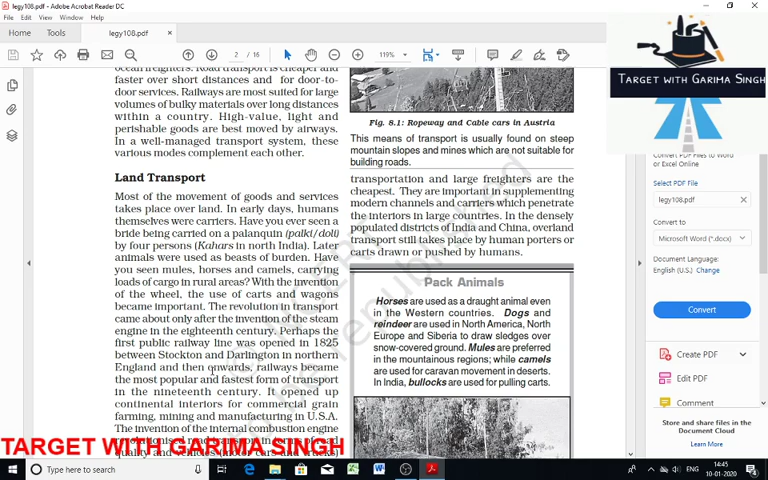 legy108.pdf - Adobe Acrobat Reader DC
File Edit View Window Help
Home Tools legy108.pdf ×
2 / 16 119%
ocean freighters. Road transport is cheaper and
faster over short distances and for door-to-
door services. Railways are most suited for large
volumes of bulky materials over long distances
within a country. High-value, light and
perishable goods are best moved by airways.
In a well-managed transport system, these
various modes complement each other.
Land Transport
Most of the movement of goods and services
takes place over land. In early days, humans
themselves were carriers. Have you ever seen a
bride being carried on a palanquin (palki/doli)
by four persons (Kahars in north India). Later
animals were used as beasts of burden. Have
you seen mules, horses and camels, carrying
loads of cargo in rural areas? With the invention
of the wheel, the use of carts and wagons
became important. The revolution in transport
came about only after the invention of the steam
engine in the eighteenth century. Perhaps the
first public railway line was opened in 1825
between Stockton and Darlington in northern
England and then onwards, railways became
the most popular and fastest form of transport
in the nineteenth century. It opened up
continental interiors for commercial grain
farming, mining and manufacturing in U.S.A.
The invention of the internal combustion engine
revolutionised road transport in terms of road
quality and vehicles (motor cars and trucks)
Fig. 8.1: Ropeway and Cable cars in Austria
This means of transport is usually found on steep
mountain slopes and mines which are not suitable for
building roads.
transportation and large freighters are the
cheapest. They are important in supplementing
modern channels and carriers which penetrate
the interiors in large countries. In the densely
populated districts of India and China, overland
transport still takes place by human porters or
carts drawn or pushed by humans.
Pack Animals
Horses are used as a draught animal even
in the Western countries. Dogs and
reindeer are used in North America, North
Europe and Siberia to draw sledges over
snow-covered ground. Mules are preferred
in the mountainous regions; while camels
are used for caravan movement in deserts.
In India, bullocks are used for pulling carts.
TARGET WITH GARIMA SINGH
Convert PDF Files to Word
or Excel Online
Select PDF File
legy108.pdf ×
Convert to
Microsoft Word (*.docx)
Document Language:
English (U.S.) Change
Convert
Create PDF
Edit PDF
Comment
Store and share files in the
Document Cloud
Learn More
TARGET WITH GARIMA SINGH
Type here to search
ENG
14:45
10-01-2020